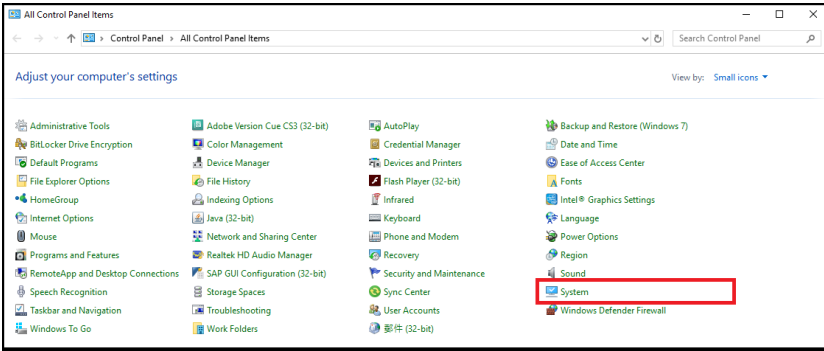 All Control Panel Items
Control Panel > All Control Panel Items
Search Control Panel
Adjust your computer's settings
View by: Small icons
Administrative Tools
Adobe Version Cue CS3 (32-bit)
AutoPlay
Backup and Restore (Windows 7)
BitLocker Drive Encryption
Color Management
Credential Manager
Date and Time
Default Programs
Device Manager
Devices and Printers
Ease of Access Center
File Explorer Options
File History
Flash Player (32-bit)
Fonts
HomeGroup
Indexing Options
Infrared
Intel® Graphics Settings
Internet Options
Java (32-bit)
Keyboard
Language
Mouse
Network and Sharing Center
Phone and Modem
Power Options
Programs and Features
Realtek HD Audio Manager
Recovery
Region
RemoteApp and Desktop Connections
SAP GUI Configuration (32-bit)
Security and Maintenance
Sound
Speech Recognition
Storage Spaces
Sync Center
System
Taskbar and Navigation
Troubleshooting
User Accounts
Windows Defender Firewall
Windows To Go
Work Folders
郵件 (32-bit)